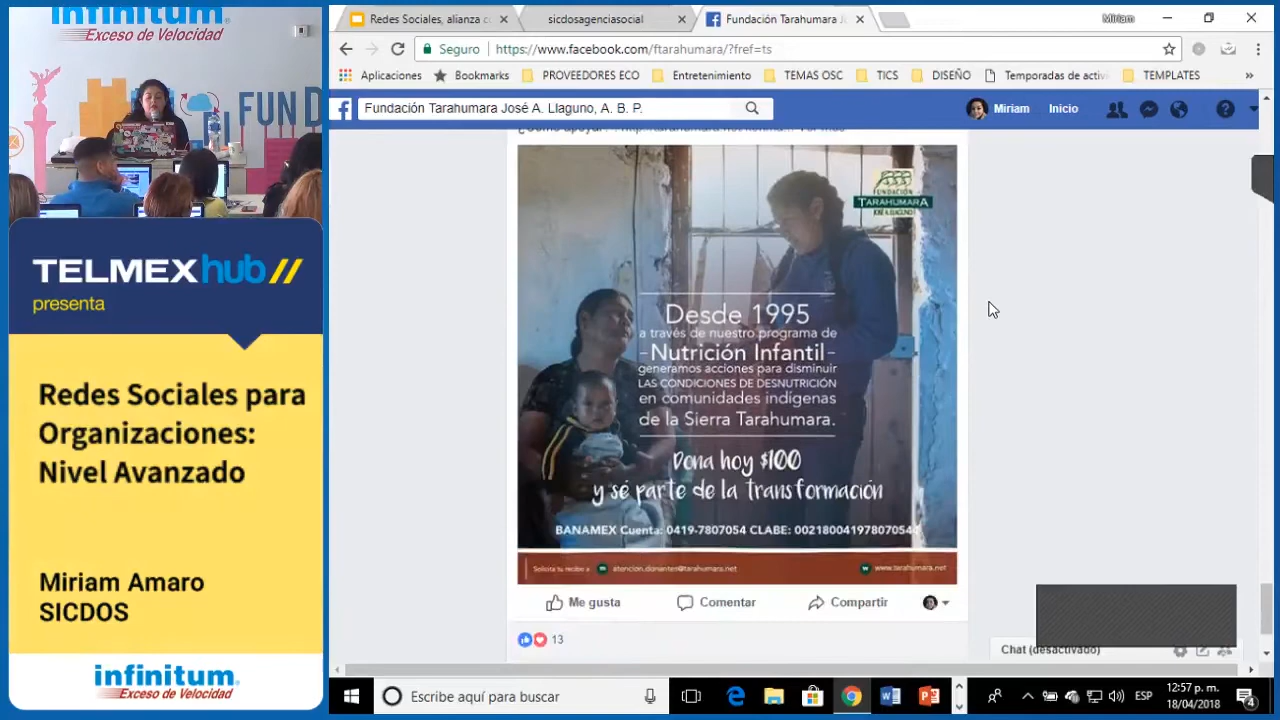 infinitum
Exceso de Velocidad
FUND
TELMEXhub//
presenta
Redes Sociales para
Organizaciones:
Nivel Avanzado
Miriam Amaro
SICDOS
infinitum
Exceso de Velocidad
Redes Sociales, alianza c
sicdosagenciasocial
Fundación Tarahumara J
Miriam
Seguro
https://www.facebook.com/ftarahumara/?fref=ts
Aplicaciones
Bookmarks
PROVEEDORES ECO
Entretenimiento
TEMAS OSC
TICS
DISEÑO
Temporadas de activi
TEMPLATES
»
Fundación Tarahumara José A. Llaguno, A. B. P.
Miriam
Inicio
FUNDACIÓN
TARAHUMARA
Desde 1995
a través de nuestro programa de
-Nutrición Infantil-
generamos acciones para disminuir
LAS CONDICIONES DE DESNUTRICIÓN
en comunidades indígenas
de la Sierra Tarahumara.
Dona hoy $100
y sé parte de la transformación
BANAMEX Cuenta: 0419-7807054 CLABE: 002180041978070544
Solicita tu recibo a
atencion.donantes@tarahumara.net
www.tarahumara.net
Me gusta
Comentar
Compartir
13
Chat (desactivado)
Escribe aquí para buscar
ESP
12:57 p. m.
18/04/2018
4